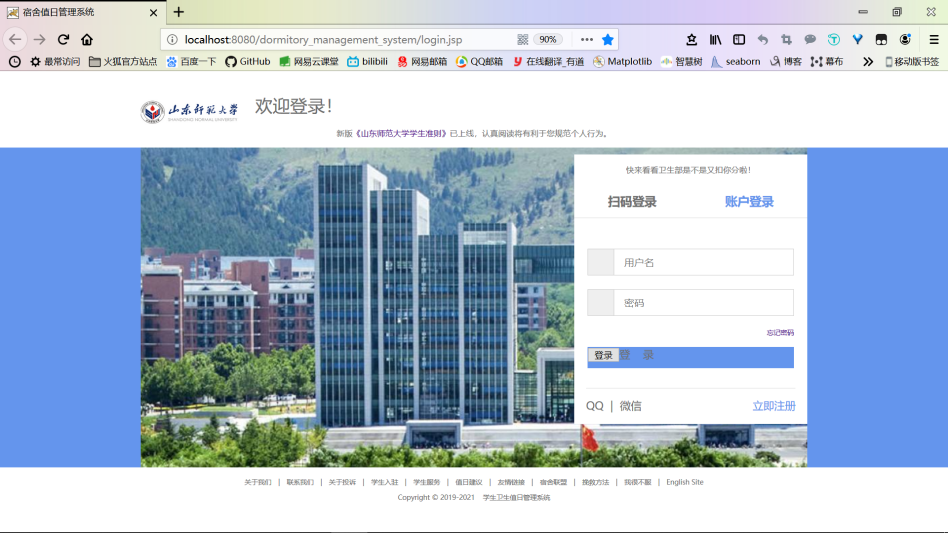 宿舍值日管理系统
localhost:8080/dormitory_management_system/login.jsp 90%
最常访问 火狐官方站点 百度一下 GitHub 网易云课堂 bilibili 网易邮箱 QQ邮箱 在线翻译_有道 Matplotlib 智慧树 seaborn 博客 幕布 移动版书签
山东师范大学 欢迎登录！
SHANDONG NORMAL UNIVERSITY
新版《山东师范大学学生准则》已上线，认真阅读将有利于您规范个人行为。
快来看看卫生部是不是又扣你分啦！
扫码登录 账户登录
用户名
密码
忘记密码
登录 登 录
QQ | 微信 立即注册
关于我们 | 联系我们 | 关于投诉 | 学生入驻 | 学生服务 | 值日建议 | 友情链接 | 宿舍联盟 | 挽救方法 | 我很不服 | English Site
Copyright © 2019-2021 学生卫生值日管理系统